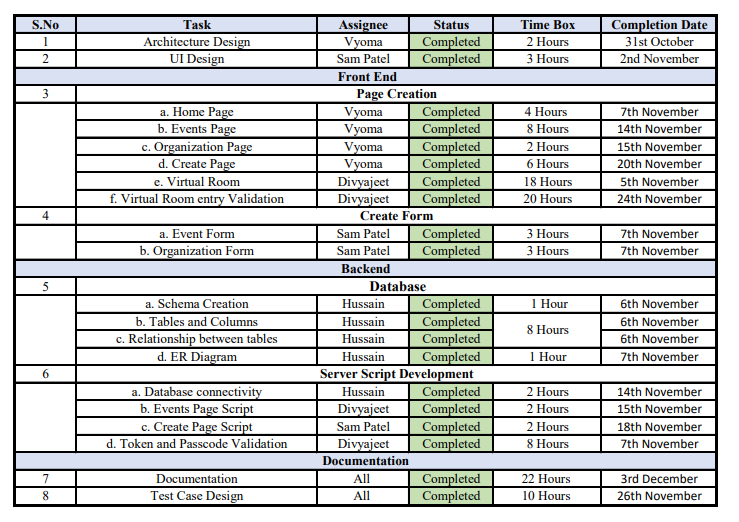 S.No Task Assignee Status Time Box Completion Date
1 Architecture Design Vyoma Completed 2 Hours 31st October
2 UI Design Sam Patel Completed 3 Hours 2nd November
Front End
3 Page Creation
a. Home Page Vyoma Completed 4 Hours 7th November
b. Events Page Vyoma Completed 8 Hours 14th November
c. Organization Page Vyoma Completed 2 Hours 15th November
d. Create Page Vyoma Completed 6 Hours 20th November
e. Virtual Room Divyajeet Completed 18 Hours 5th November
f. Virtual Room entry Validation Divyajeet Completed 20 Hours 24th November
4 Create Form
a. Event Form Sam Patel Completed 3 Hours 7th November
b. Organization Form Sam Patel Completed 3 Hours 7th November
Backend
5 Database
a. Schema Creation Hussain Completed 1 Hour 6th November
b. Tables and Columns Hussain Completed 8 Hours 6th November
c. Relationship between tables Hussain Completed 6th November
d. ER Diagram Hussain Completed 1 Hour 7th November
6 Server Script Development
a. Database connectivity Hussain Completed 2 Hours 14th November
b. Events Page Script Divyajeet Completed 2 Hours 15th November
c. Create Page Script Sam Patel Completed 2 Hours 18th November
d. Token and Passcode Validation Divyajeet Completed 8 Hours 7th November
Documentation
7 Documentation All Completed 22 Hours 3rd December
8 Test Case Design All Completed 10 Hours 26th November